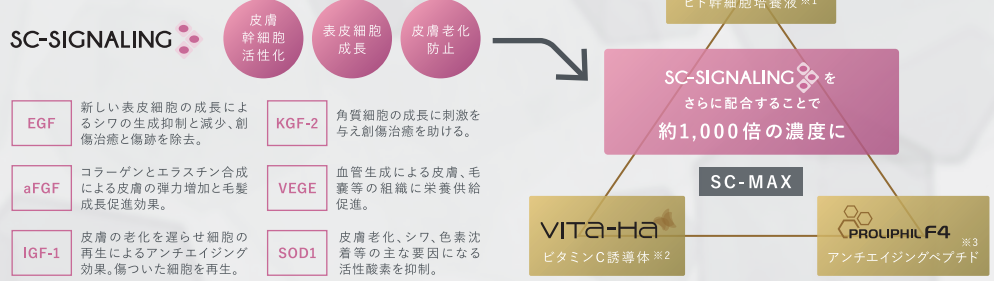 SC-SIGNALING
皮膚
幹細胞
活性化
表皮細胞
成長
皮膚老化
防止
EGF
新しい表皮細胞の成長によ
るシワの生成抑制と減少、創
傷治癒と傷跡を除去。
KGF-2
角質細胞の成長に刺激を
与え創傷治癒を助ける。
aFGF
コラーゲンとエラスチン合成
による皮膚の弾力増加と毛髪
成長促進効果。
VEGE
血管生成による皮膚、毛
嚢等の組織に栄養供給
促進。
IGF-1
皮膚の老化を遅らせ細胞の
再生によるアンチエイジング
効果。傷ついた細胞を再生。
SOD1
皮膚老化、シワ、色素沈
着等の主な要因になる
活性酸素を抑制。
ヒト幹細胞培養液※1
SC-SIGNALING を
さらに配合することで
約1,000倍の濃度に
SC-MAX
VITa-Ha
ビタミンC誘導体※2
PROLIPHIL F4
アンチエイジングペプチド※3